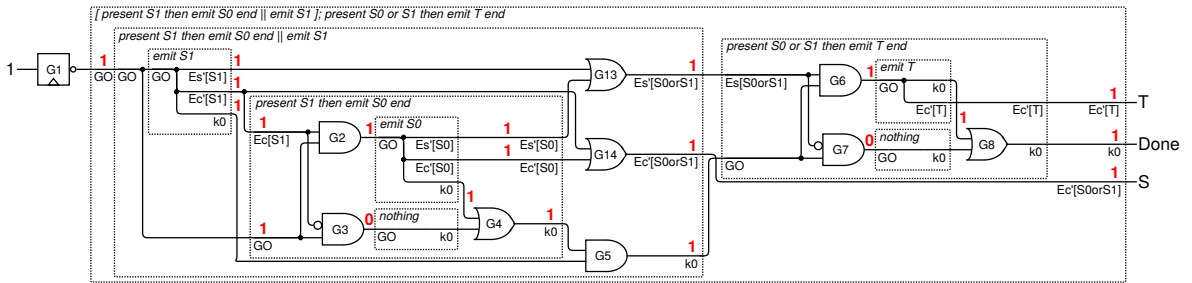 [ present S1 then emit S0 end || emit S1 ]; present S0 or S1 then emit T end
present S1 then emit S0 end || emit S1
emit S1
present S0 or S1 then emit T end
1
G1
1
GO
GO
GO
Es'[S1]
1
Ec'[S1]
1
k0
1
G13
1
Es'[S0orS1]
Es[S0orS1]
G6
1
emit T
GO
k0
Ec'[T]
Ec'[T]
1
Ec'[T]
T
present S1 then emit S0 end
1
Ec[S1]
G2
1
emit S0
GO
Es'[S0]
1
Es'[S0]
Ec'[S0]
1
Ec'[S0]
k0
G14
1
Ec'[S0orS1]
GO
G7
0
nothing
GO
k0
1
G8
k0
1
k0
Done
1
Ec'[S0orS1]
S
1
GO
G3
0
nothing
GO
k0
1
G4
1
k0
G5
1
k0